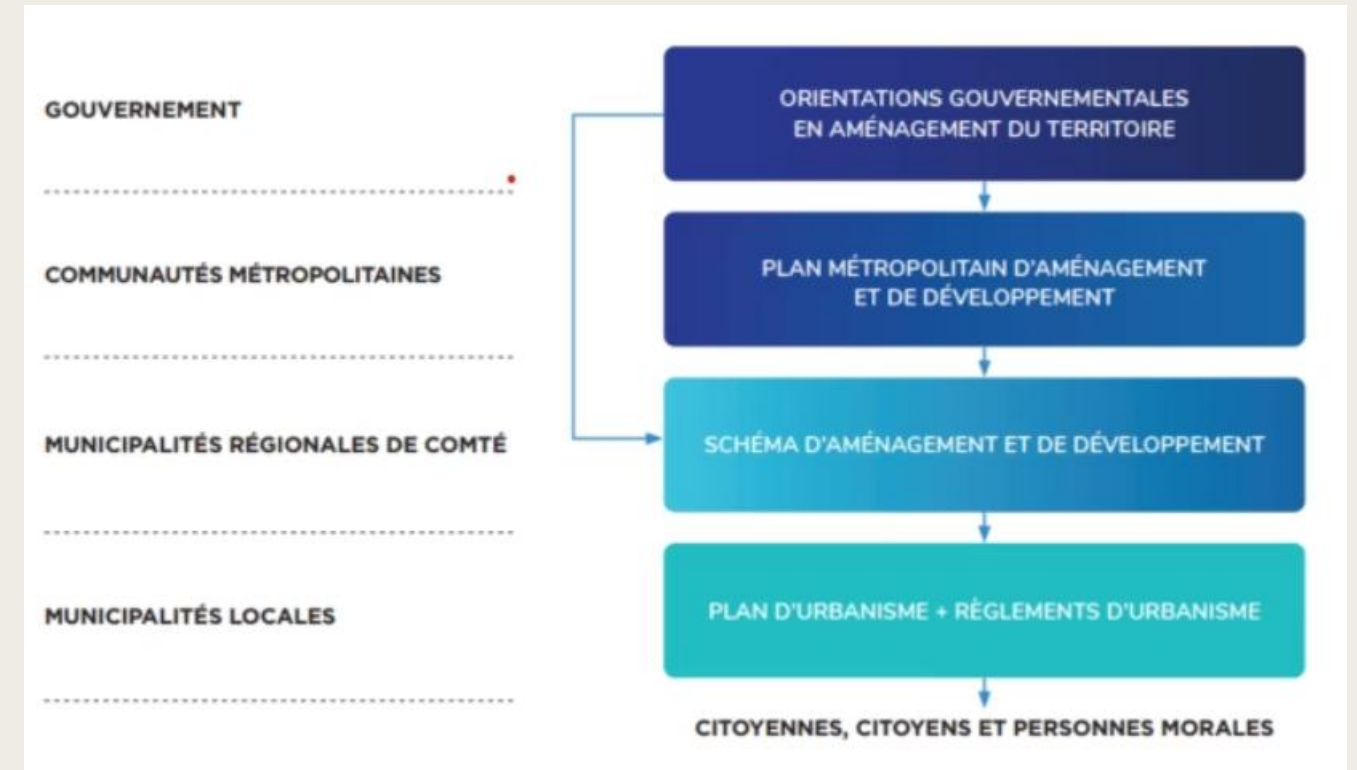 GOUVERNEMENT
ORIENTATIONS GOUVERNEMENTALES
EN AMÉNAGEMENT DU TERRITOIRE
COMMUNAUTÉS MÉTROPOLITAINES
PLAN MÉTROPOLITAIN D'AMÉNAGEMENT
ET DE DÉVELOPPEMENT
MUNICIPALITÉS RÉGIONALES DE COMTÉ
SCHÉMA D'AMÉNAGEMENT ET DE DÉVELOPPEMENT
MUNICIPALITÉS LOCALES
PLAN D'URBANISME + RÈGLEMENTS D'URBANISME
CITOYENNES, CITOYENS ET PERSONNES MORALES